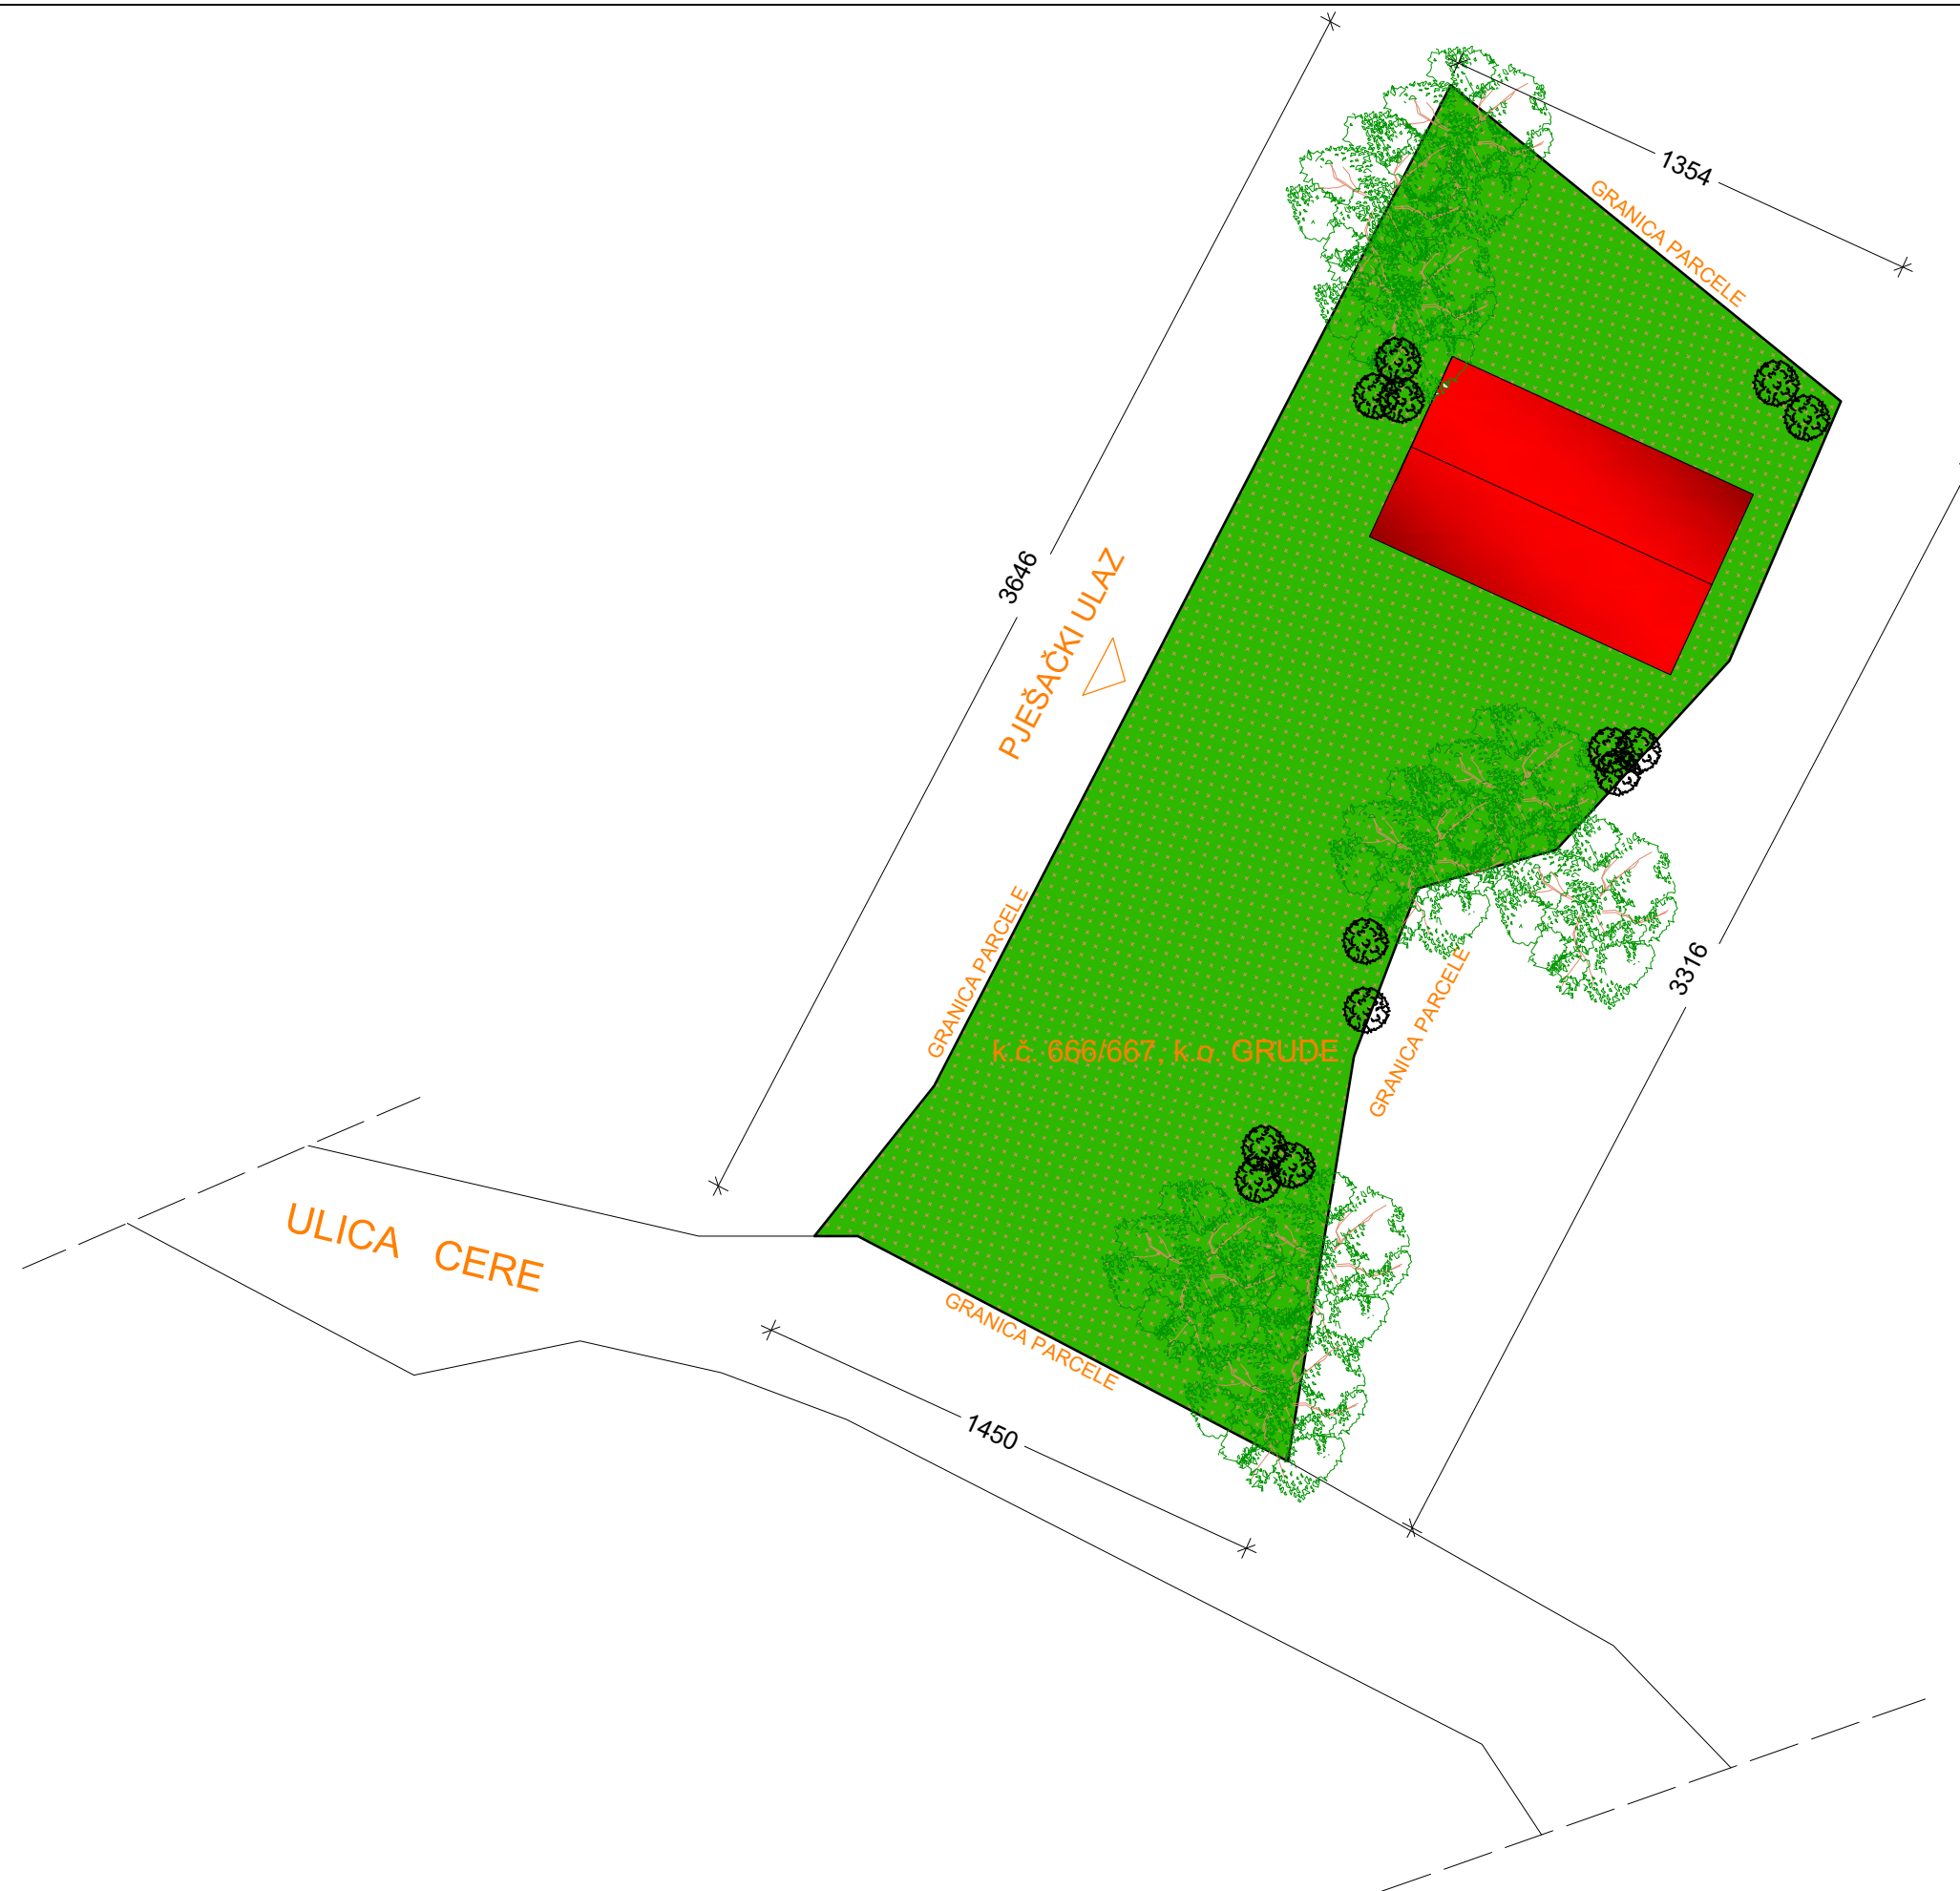 1354
GRANICA PARCELE
3646
PJEŠAČKI ULAZ
GRANICA PARCELE
3316
GRANICA PARCELE
k.č. 666/667, k.o. GRUDE
ULICA CERE
GRANICA PARCELE
1450